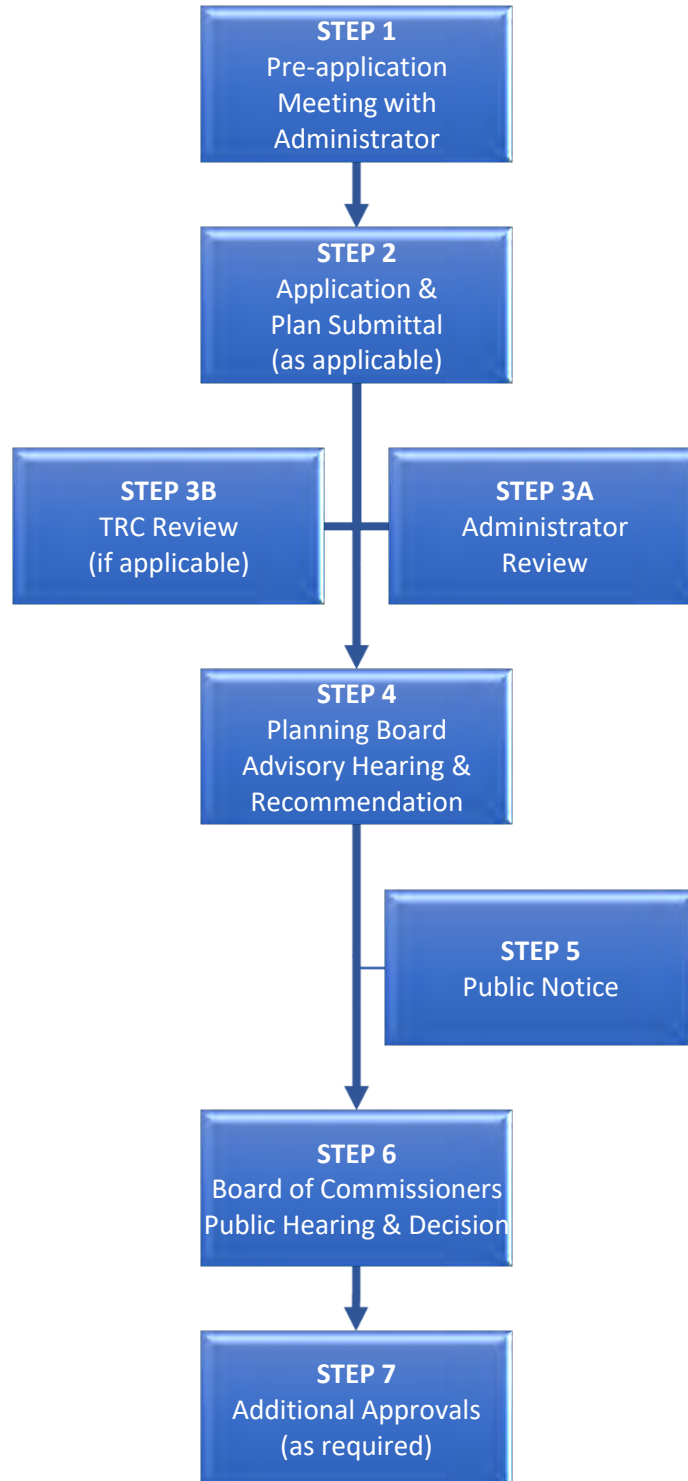 STEP 1
Pre-application
Meeting with
Administrator
STEP 2
Application &
Plan Submittal
(as applicable)
STEP 3B
TRC Review
(if applicable)
STEP 3A
Administrator
Review
STEP 4
Planning Board
Advisory Hearing &
Recommendation
STEP 5
Public Notice
STEP 6
Board of Commissioners
Public Hearing & Decision
STEP 7
Additional Approvals
(as required)